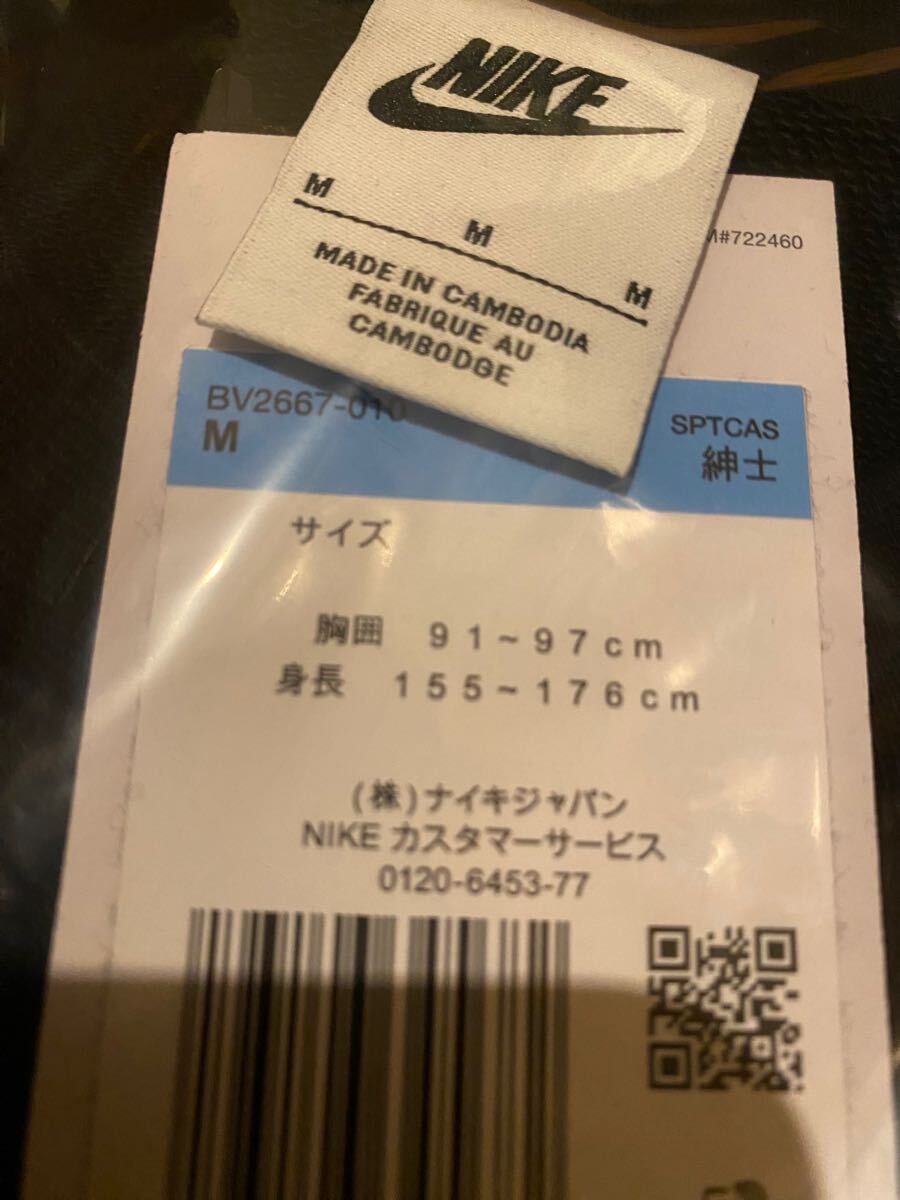 NIKE
M
M
M
MADE IN CAMBODIA
FABRIQUE AU
CAMBODGE
M#722460
BV2667-010
M
SPTCAS
紳士
サイズ
胸囲 91~97cm
身長 155~176cm
(株)ナイキジャパン
NIKE カスタマーサービス
0120-6453-77